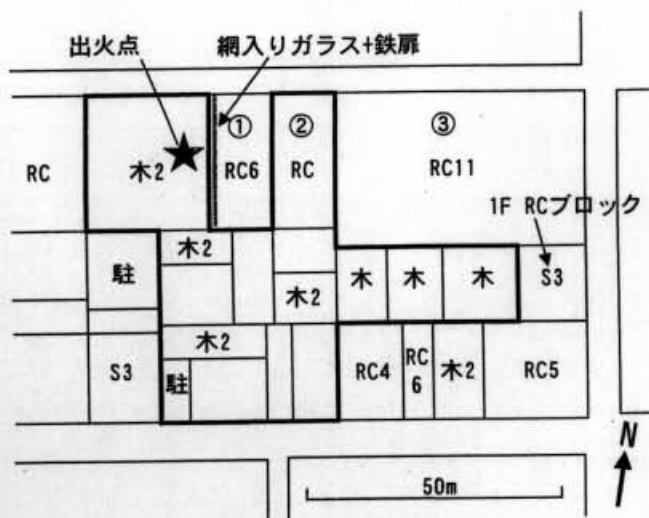 出火点
網入りガラス+鉄扉
①
②
③
RC
木2
RC6
RC
RC11
1F RCブロック
駐
木2
木2
木
木
木
S3
S3
木2
駐
RC4
RC
6
木2
RC5
N
50m